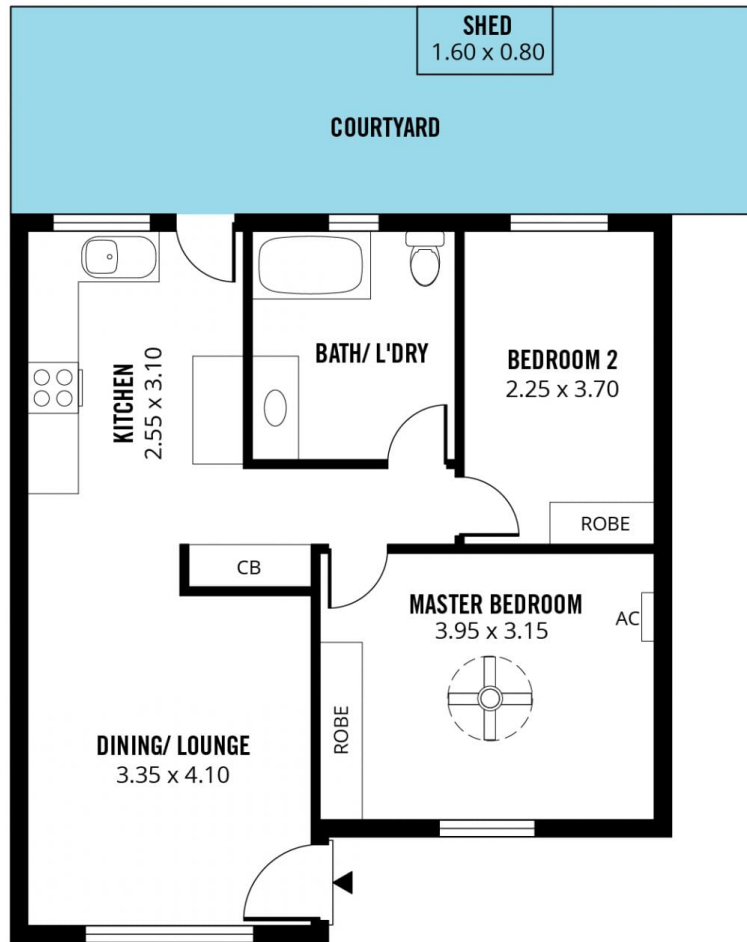 SHED
1.60 x 0.80
COURTYARD
KITCHEN
2.55 x 3.10
BATH/ L'DRY
BEDROOM 2
2.25 x 3.70
ROBE
CB
MASTER BEDROOM
3.95 x 3.15
AC
ROBE
DINING/ LOUNGE
3.35 x 4.10